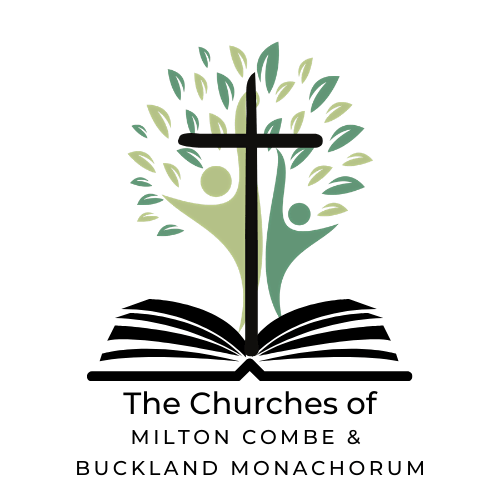 The Churches of
MILTON COMBE &
BUCKLAND MONACHORUM